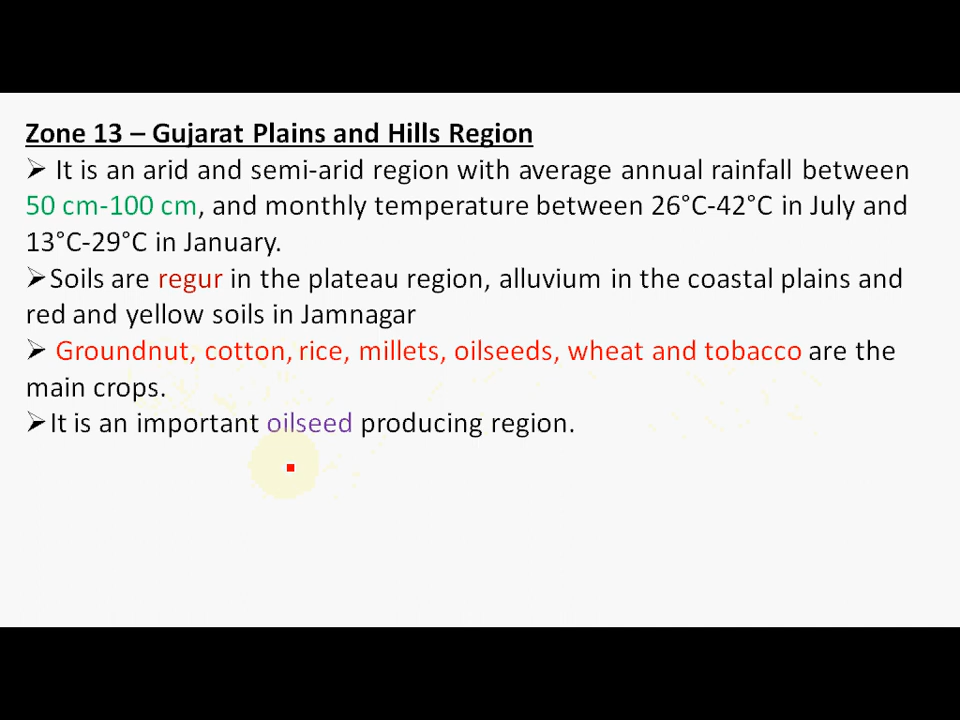 Zone 13 – Gujarat Plains and Hills Region
➢ It is an arid and semi-arid region with average annual rainfall between
50 cm-100 cm, and monthly temperature between 26°C-42°C in July and
13°C-29°C in January.
➢Soils are regur in the plateau region, alluvium in the coastal plains and
red and yellow soils in Jamnagar
➢ Groundnut, cotton, rice, millets, oilseeds, wheat and tobacco are the
main crops.
➢It is an important oilseed producing region.